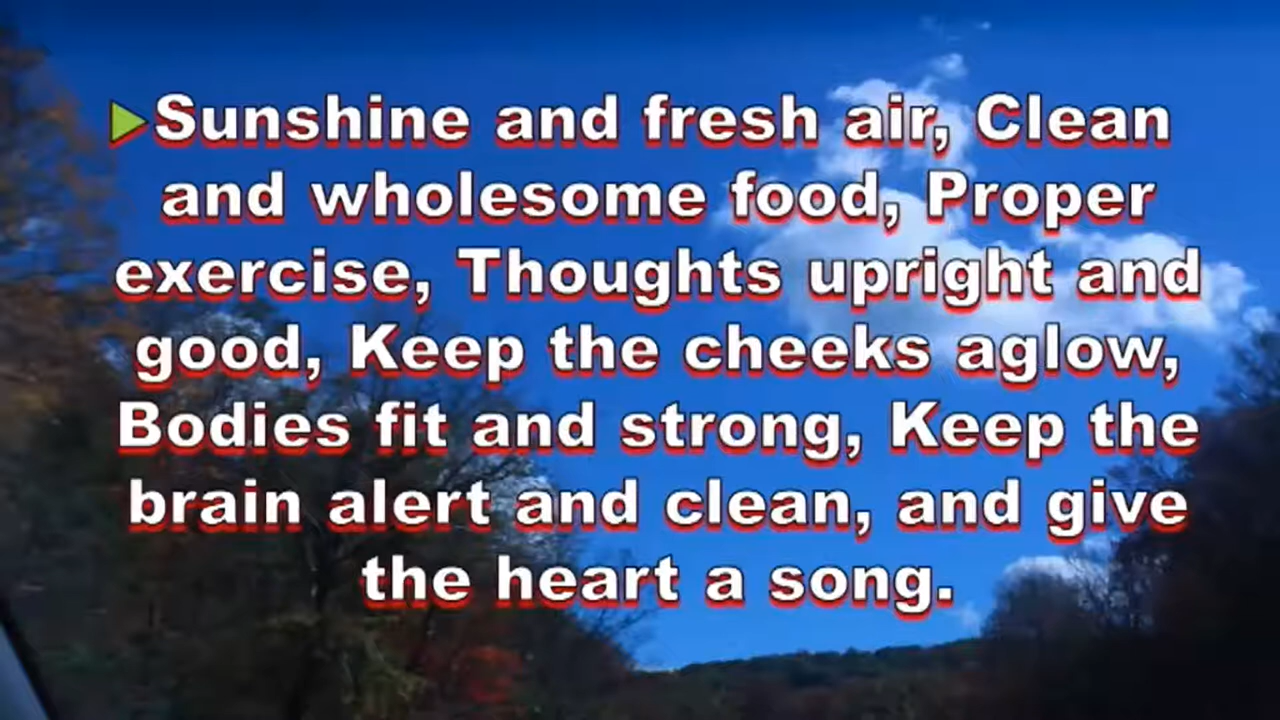 Sunshine and fresh air, Clean
and wholesome food, Proper
exercise, Thoughts upright and
good, Keep the cheeks aglow,
Bodies fit and strong, Keep the
brain alert and clean, and give
the heart a song.